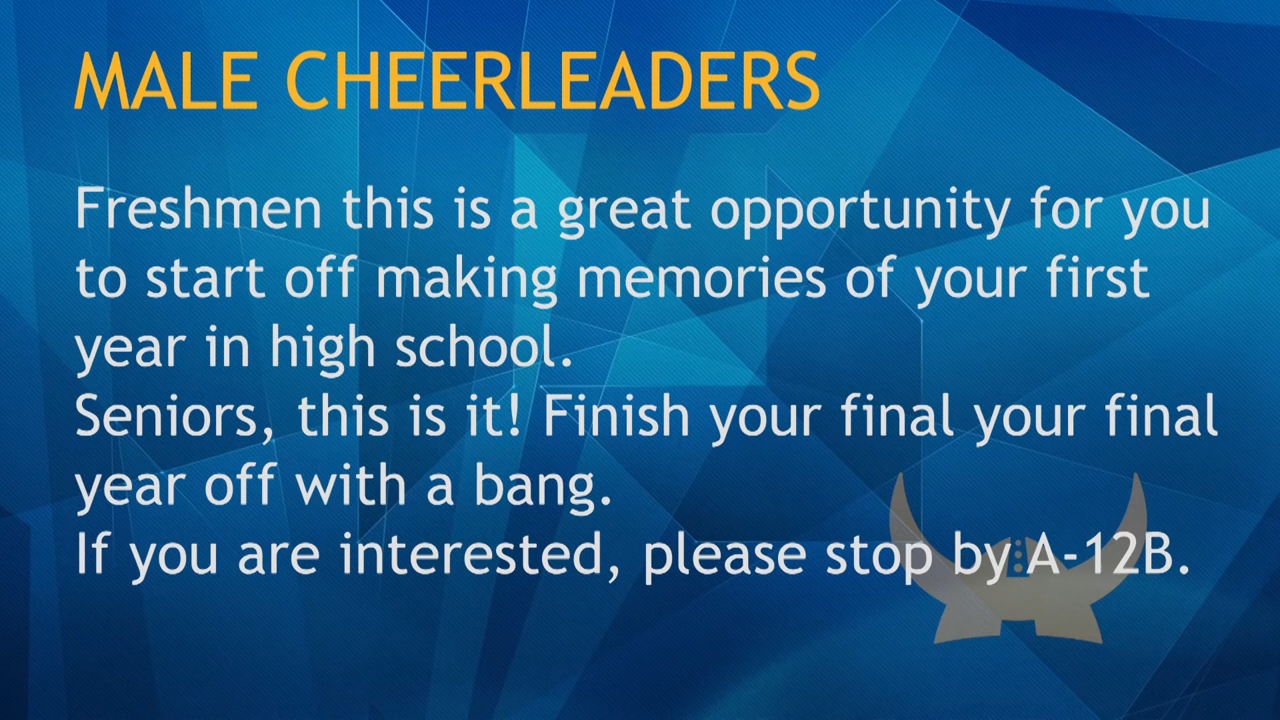 MALE CHEERLEADERS
Freshmen this is a great opportunity for you
to start off making memories of your first
year in high school.
Seniors, this is it! Finish your final your final
year off with a bang.
If you are interested, please stop by A-12B.